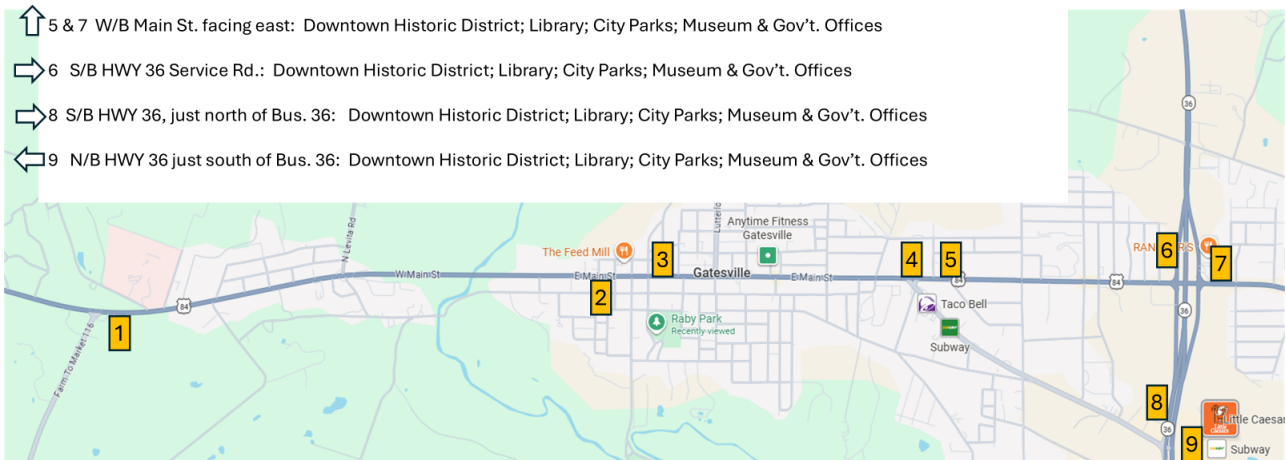 5 & 7 W/B Main St. facing east: Downtown Historic District; Library; City Parks; Museum & Gov't. Offices
6 S/B HWY 36 Service Rd.: Downtown Historic District; Library; City Parks; Museum & Gov't. Offices
8 S/B HWY 36, just north of Bus. 36: Downtown Historic District; Library; City Parks; Museum & Gov't. Offices
9 N/B HWY 36 just south of Bus. 36: Downtown Historic District; Library; City Parks; Museum & Gov't. Offices
36
N Levita Rd
Anytime Fitness
Gatesville
The Feed Mill
3
4
5
6
7
W Main St
E Main St
Gatesville
E Main St
84
84
84
2
1
Farm To Market 116
Raby Park
Recently viewed
Taco Bell
Subway
36
8
36
9
Little Caesar
Subway